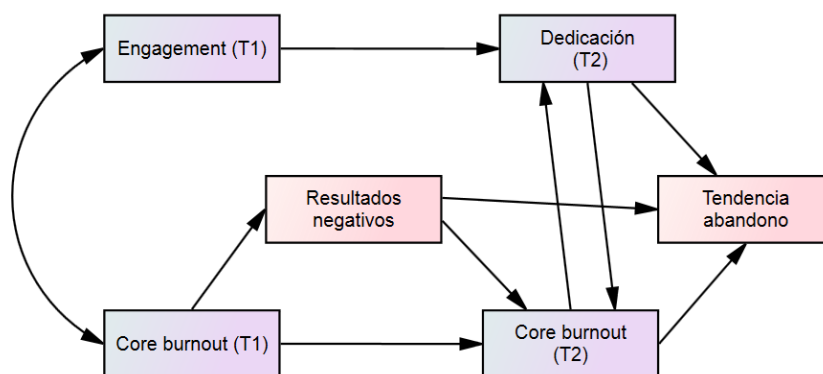 Engagement (T1)
Dedicación
(T2)
Resultados
negativos
Tendencia
abandono
Core burnout (T1)
Core burnout
(T2)